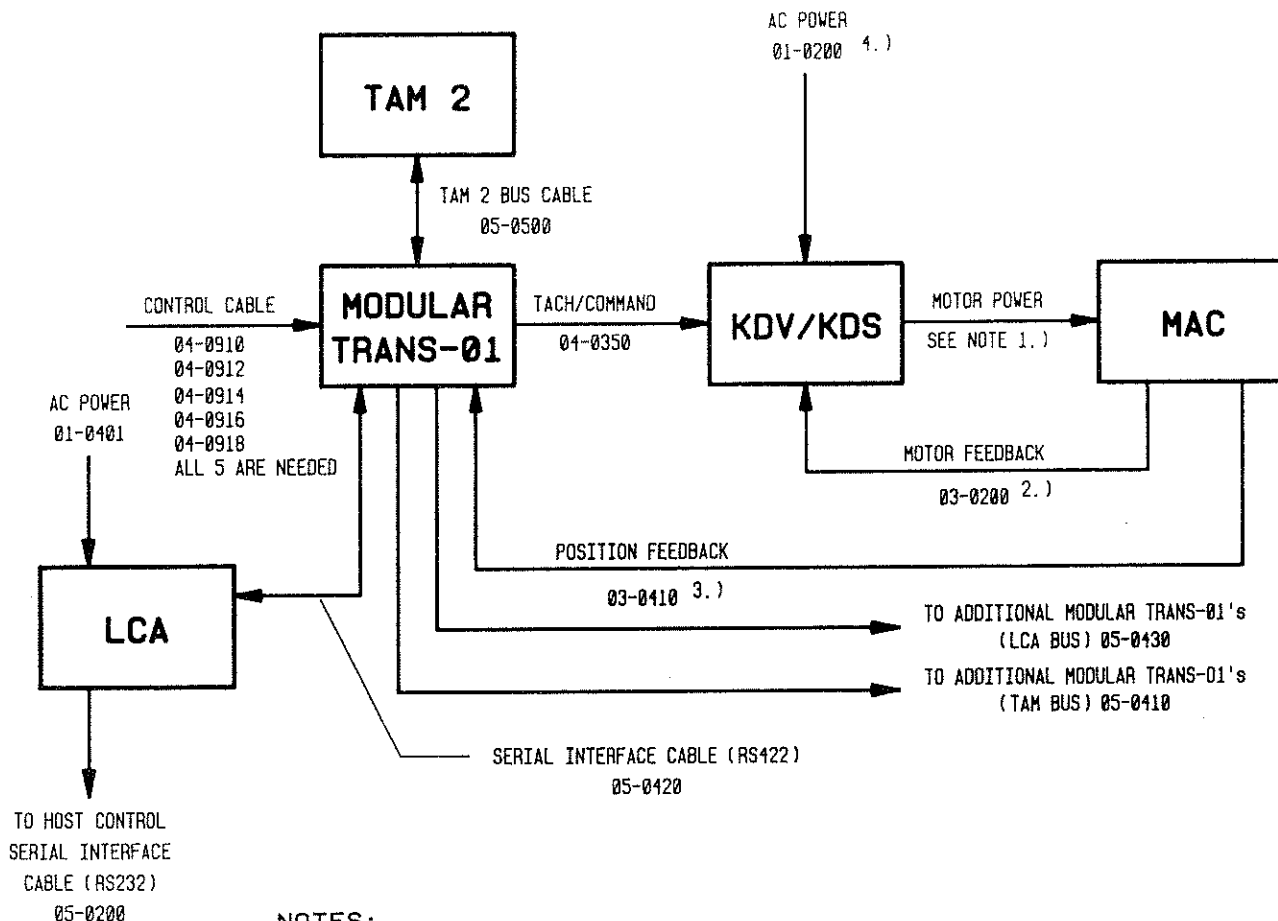 AC POWER
01-0200 4.)
TAM 2
TAM 2 BUS CABLE
05-0500
CONTROL CABLE
04-0910
04-0912
04-0914
04-0916
04-0918
ALL 5 ARE NEEDED
MODULAR
TRANS-01
TACH/COMMAND
04-0350
KDV/KDS
MOTOR POWER
SEE NOTE 1.)
MAC
AC POWER
01-0401
MOTOR FEEDBACK
03-0200 2.)
POSITION FEEDBACK
03-0410 3.)
LCA
TO ADDITIONAL MODULAR TRANS-01's
(LCA BUS) 05-0430
TO ADDITIONAL MODULAR TRANS-01's
(TAM BUS) 05-0410
SERIAL INTERFACE CABLE (RS422)
05-0420
TO HOST CONTROL
SERIAL INTERFACE
CABLE (RS232)
05-0200
NOTES: